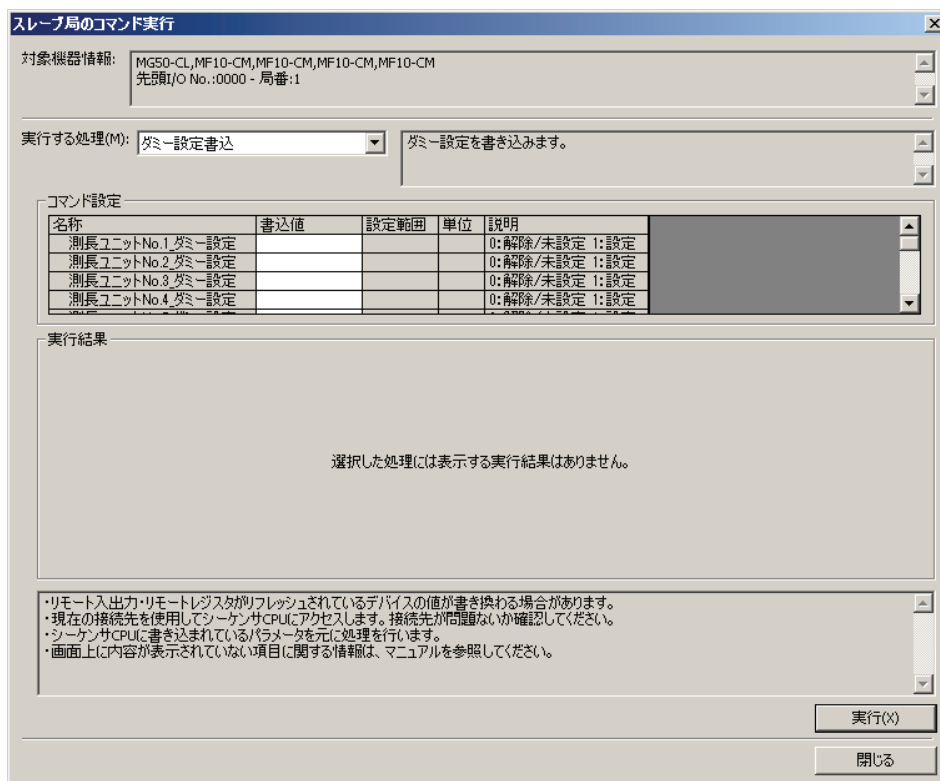 スレーブ局のコマンド実行
対象機器情報:
MG50-CL,MF10-CM,MF10-CM,MF10-CM,MF10-CM
先頭I/O No.:0000 - 局番:1
実行する処理(M):
ダミー設定書込
ダミー設定を書き込みます。
コマンド設定
名称 書込値 設定範囲 単位 説明
測長ユニットNo.1_ダミー設定 0:解除/未設定 1:設定
測長ユニットNo.2_ダミー設定 0:解除/未設定 1:設定
測長ユニットNo.3_ダミー設定 0:解除/未設定 1:設定
測長ユニットNo.4_ダミー設定 0:解除/未設定 1:設定
実行結果
選択した処理には表示する実行結果はありません。
・リモート入出力・リモートレジスタがリフレッシュされているデバイスの値が書き換わる場合があります。
・現在の接続先を使用してシーケンサCPUにアクセスします。接続先が問題ないか確認してください。
・シーケンサCPUに書き込まれているパラメータを元に処理を行います。
・画面上に内容が表示されていない項目に関する情報は、マニュアルを参照してください。
実行(X)
閉じる